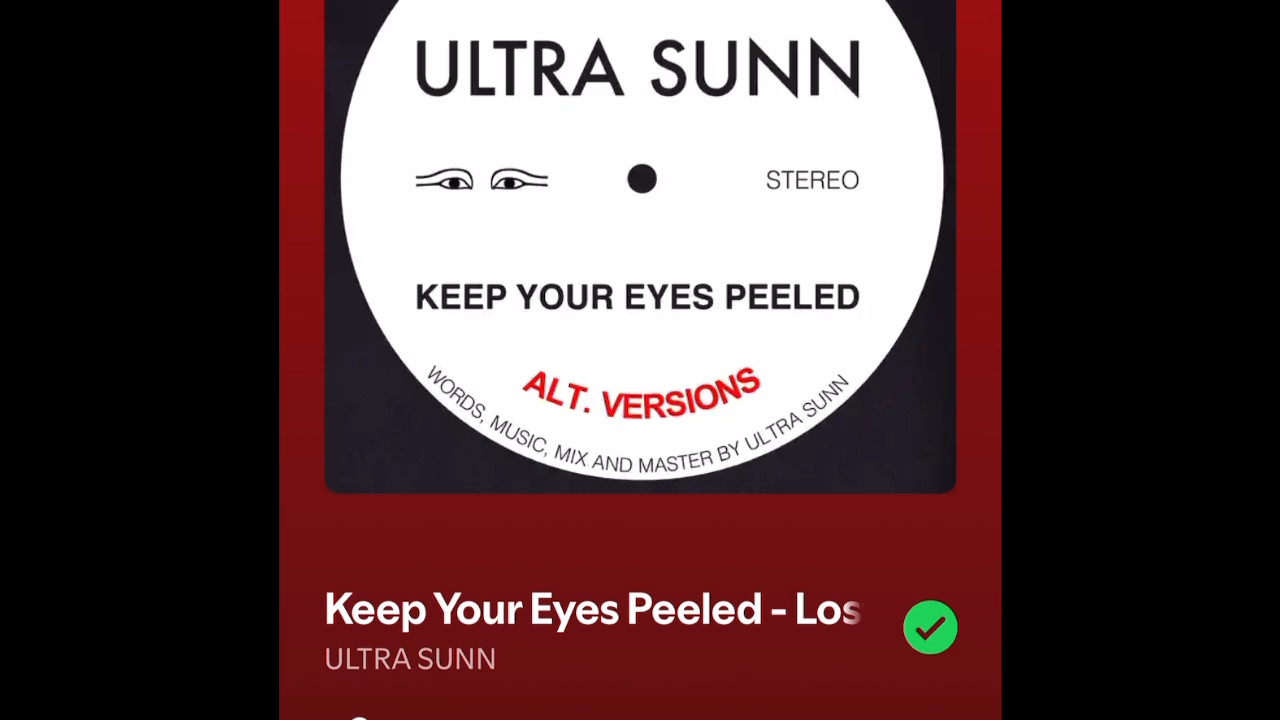 ULTRA SUNN
STEREO
KEEP YOUR EYES PEELED
ALT. VERSIONS
WORDS, MUSIC, MIX AND MASTER BY ULTRA SUNN
Keep Your Eyes Peeled - Los
ULTRA SUNN